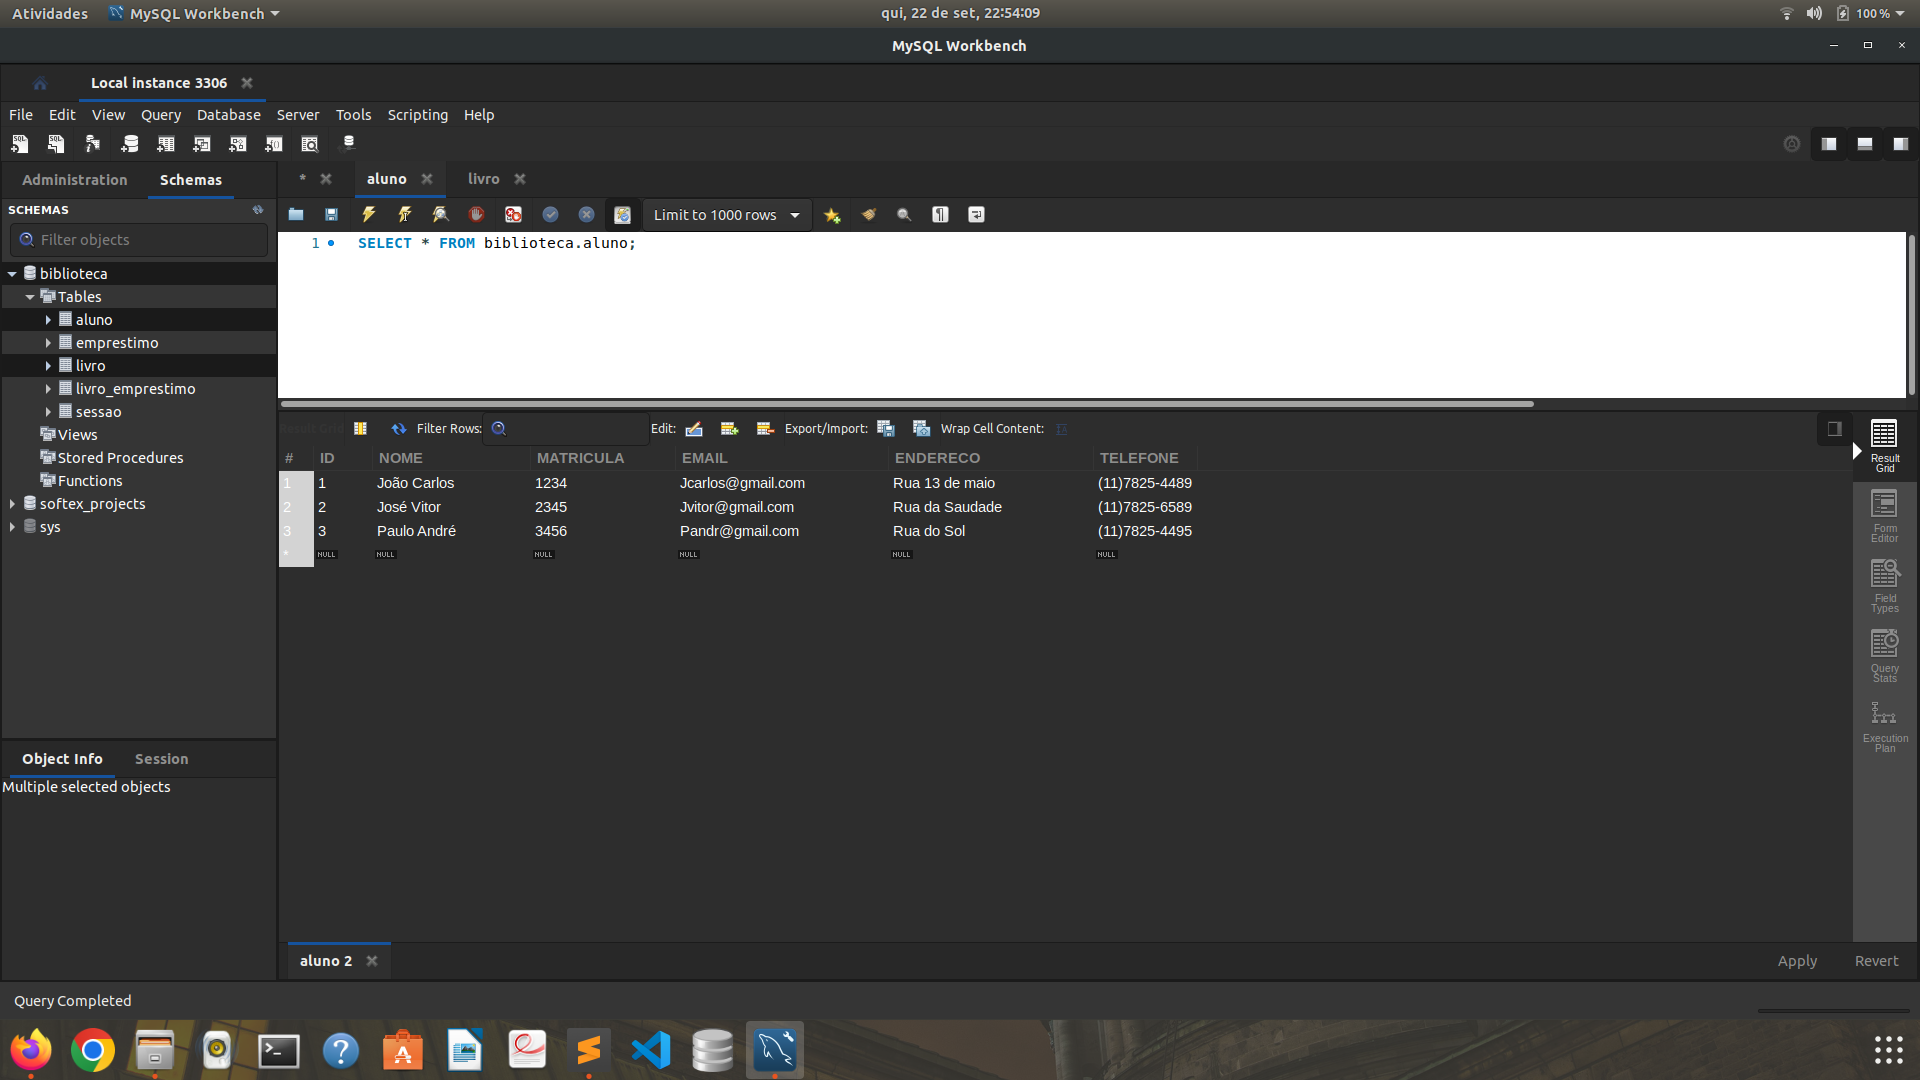 Atividades MySQL Workbench qui, 22 de set, 22:54:09 100 %
MySQL Workbench
Local instance 3306
File Edit View Query Database Server Tools Scripting Help
Administration Schemas
* aluno livro
SCHEMAS
Filter objects
Limit to 1000 rows
1 SELECT * FROM biblioteca.aluno;
biblioteca
Tables
aluno
emprestimo
livro
livro_emprestimo
sessao
Views
Stored Procedures
Functions
softex_projects
sys
Result Grid Filter Rows: Edit: Export/Import: Wrap Cell Content:
# ID NOME MATRICULA EMAIL ENDERECO TELEFONE
1 1 João Carlos 1234 Jcarlos@gmail.com Rua 13 de maio (11)7825-4489
2 2 José Vitor 2345 Jvitor@gmail.com Rua da Saudade (11)7825-6589
3 3 Paulo André 3456 Pandr@gmail.com Rua do Sol (11)7825-4495
* NULL NULL NULL NULL NULL NULL
Result
Grid
Form
Editor
Field
Types
Query
Stats
Execution
Plan
Object Info Session
Multiple selected objects
aluno 2 Apply Revert
Query Completed